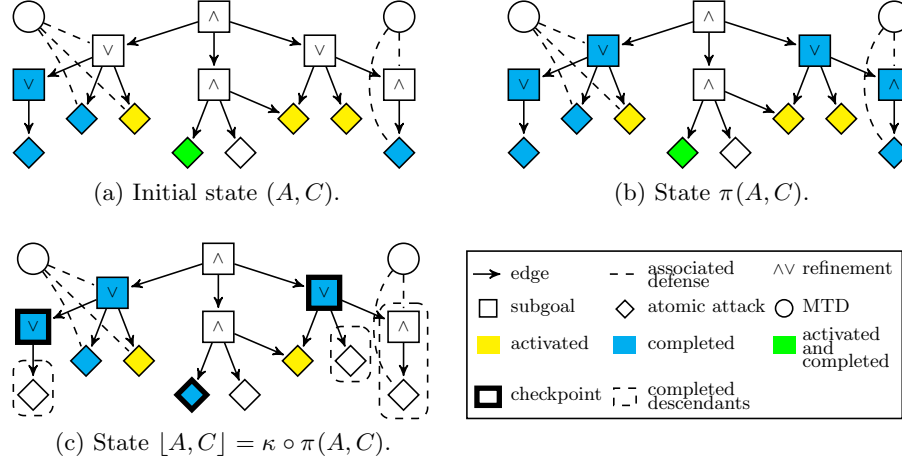 ∧
∨ ∨
∨ ∧ ∧
(a) Initial state (A, C).
∧
∨ ∨
∨ ∧ ∧
(b) State π(A, C).
∧
∨ ∨
∨ ∧ ∧
(c) State ⌊A, C⌋ = κ ∘ π(A, C).
edge
associated
defense
∧∨ refinement
subgoal
atomic attack
MTD
activated
completed
activated
and
completed
checkpoint
completed
descendants